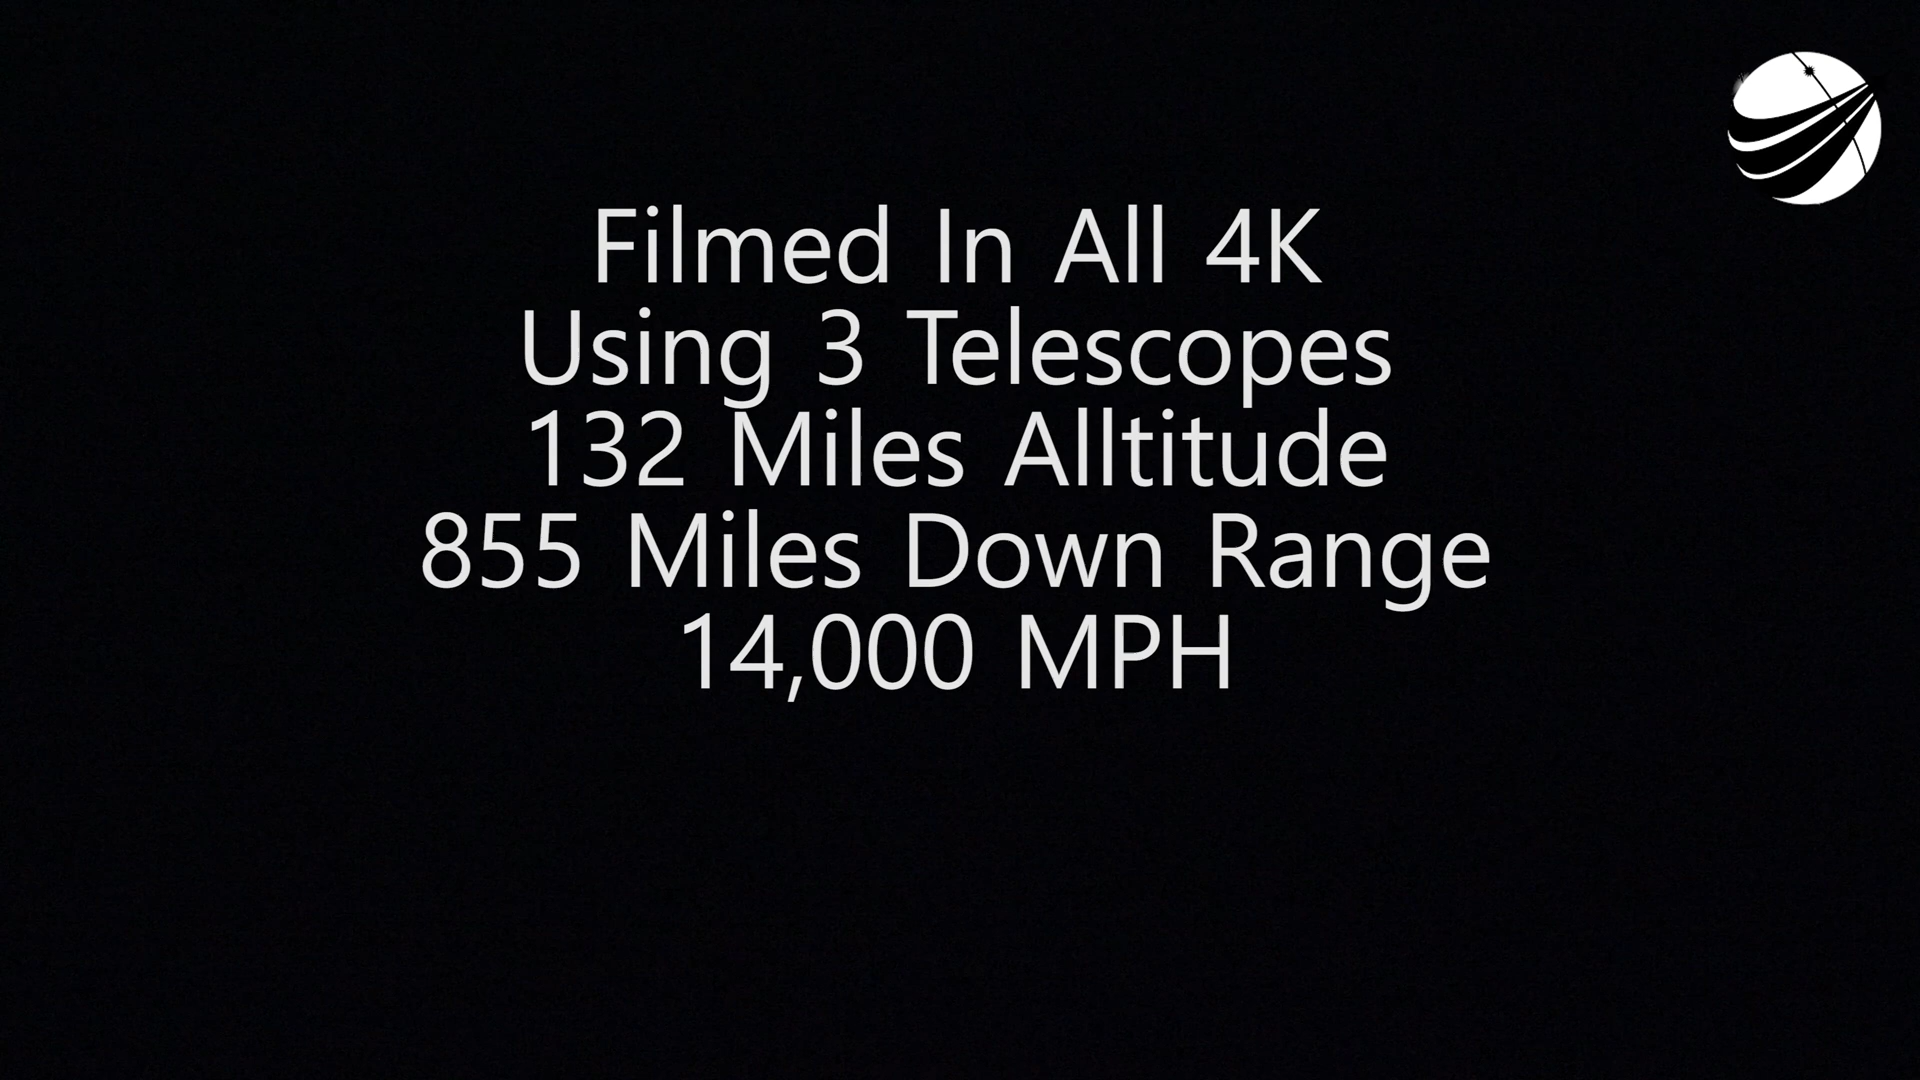 Filmed In All 4K
Using 3 Telescopes
132 Miles Alltitude
855 Miles Down Range
14,000 MPH